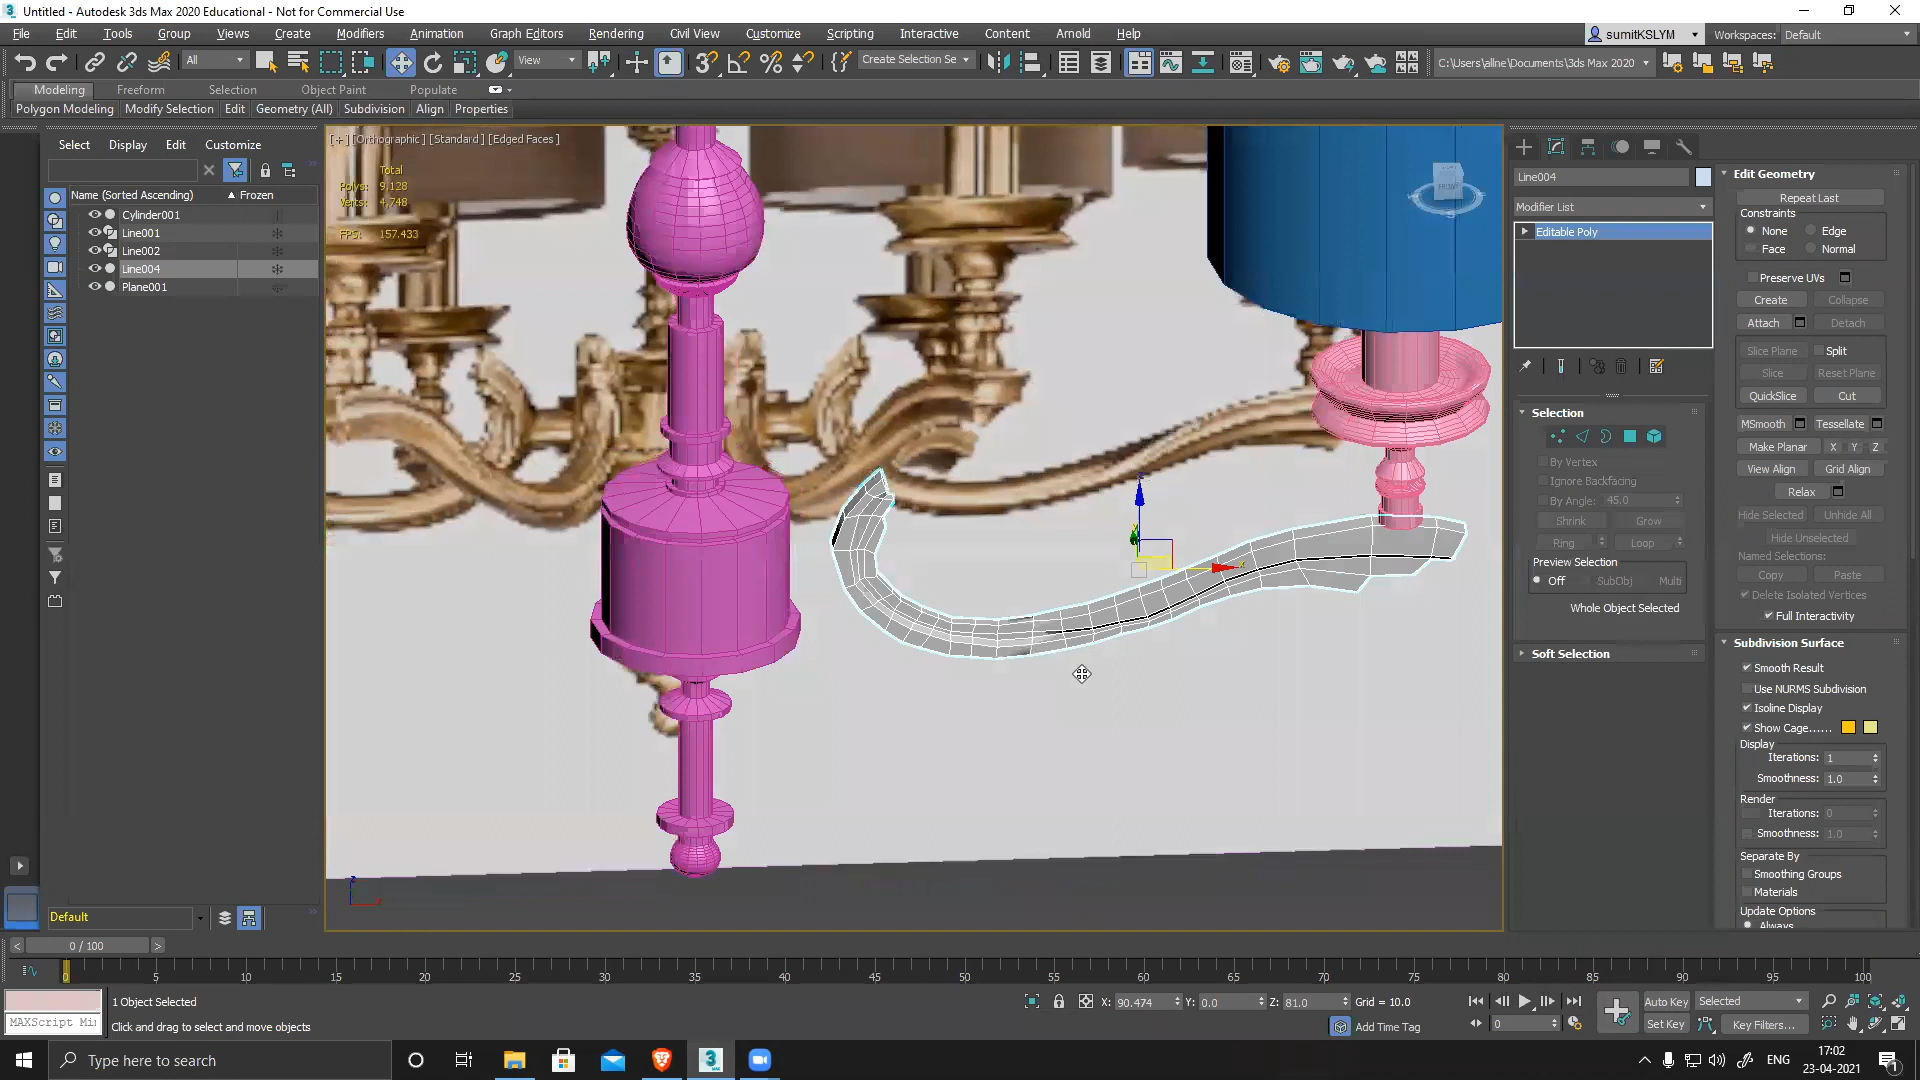 Untitled - Autodesk 3ds Max 2020 Educational - Not for Commercial Use
File Edit Tools Group Views Create Modifiers Animation Graph Editors Rendering Civil View Customize Scripting Interactive Content Arnold Help
sumitKSLYM Workspaces: Default
All View Create Selection Se C:\Users\allne\Documents\3ds Max 2020
Modeling Freeform Selection Object Paint Populate
Polygon Modeling Modify Selection Edit Geometry (All) Subdivision Align Properties
Select Display Edit Customize
Name (Sorted Ascending) ▲ Frozen
Cylinder001
Line001
Line002
Line004
Plane001
[+] [Orthographic] [Standard] [Edged Faces]
Total
Polys: 9,128
Verts: 4,748
FPS: 157.433
FRONT
Line004
Modifier List
Editable Poly
Selection
By Vertex
Ignore Backfacing
By Angle: 45.0
Shrink Grow
Ring Loop
Preview Selection
Off SubObj Multi
Whole Object Selected
Soft Selection
Edit Geometry
Repeat Last
Constraints
None Edge
Face Normal
Preserve UVs
Create Collapse
Attach Detach
Slice Plane Split
Slice Reset Plane
QuickSlice Cut
MSmooth Tessellate
Make Planar X Y Z
View Align Grid Align
Relax
Hide Selected Unhide All
Hide Unselected
Named Selections:
Copy Paste
Delete Isolated Vertices
Full Interactivity
Subdivision Surface
Smooth Result
Use NURMS Subdivision
Isoline Display
Show Cage......
Display
Iterations: 1
Smoothness: 1.0
Render
Iterations: 0
Smoothness: 1.0
Separate By
Smoothing Groups
Materials
Update Options
Always
Default
0 / 100
0 5 10 15 20 25 30 35 40 45 50 55 60 65 70 75 80 85 90 95 100
1 Object Selected
X: 90.474 Y: 0.0 Z: 81.0 Grid = 10.0
Auto Key Selected
MAXScript Mi
Click and drag to select and move objects
Add Time Tag
0
Set Key Key Filters...
Type here to search
ENG
17:02
23-04-2021
1